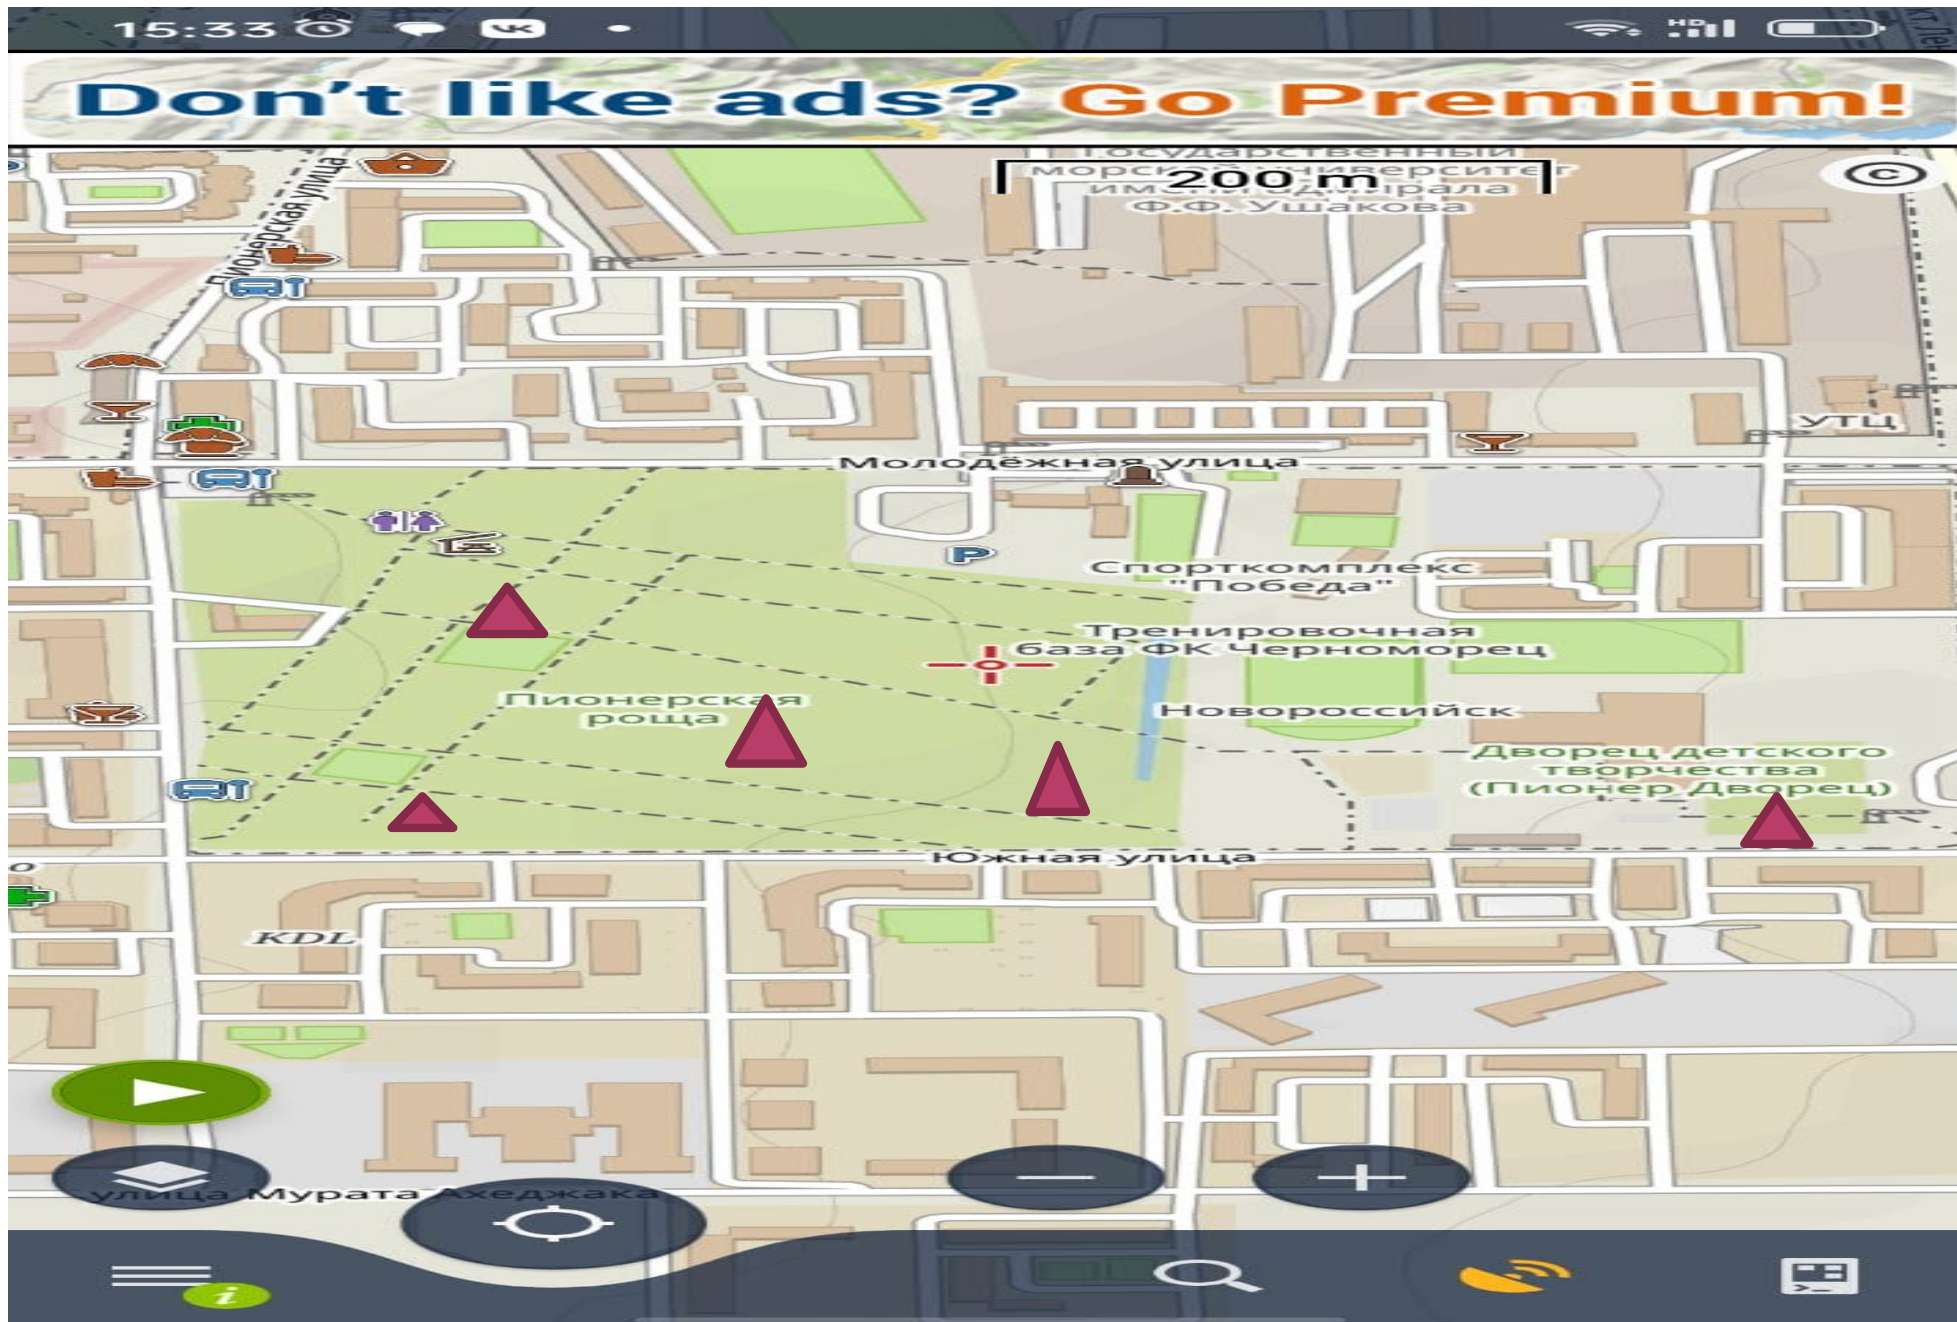 15:33
VK
HD
Don't like ads? Go Premium!
Пионерская улица
200 m
©
Государственный
морской университет
имени адмирала
Ф.Ф. Ушакова
УТЦ
Молодёжная улица
P
Спорткомплекс
"Победа"
Тренировочная
база ФК Черноморец
Новороссийск
Пионерская
роща
Дворец детского
творчества
(Пионер Дворец)
Южная улица
KDL
улица Мурата Ахеджака
i